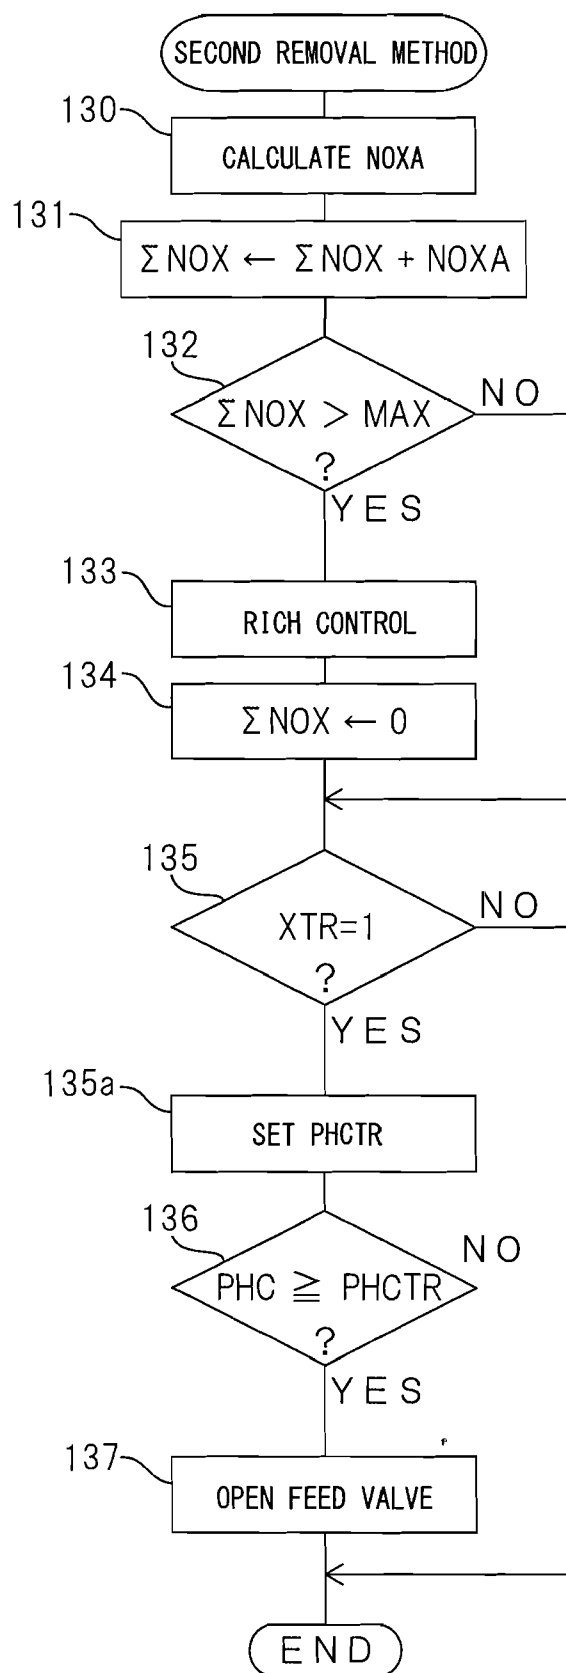 SECOND REMOVAL METHOD
130
CALCULATE NOXA
131
ΣNOX ← ΣNOX + NOXA
132
ΣNOX > MAX
?
NO
YES
133
RICH CONTROL
134
ΣNOX ← 0
135
XTR=1
?
NO
YES
135a
SET PHCTR
136
PHC ≧ PHCTR
?
NO
YES
137
OPEN FEED VALVE
END